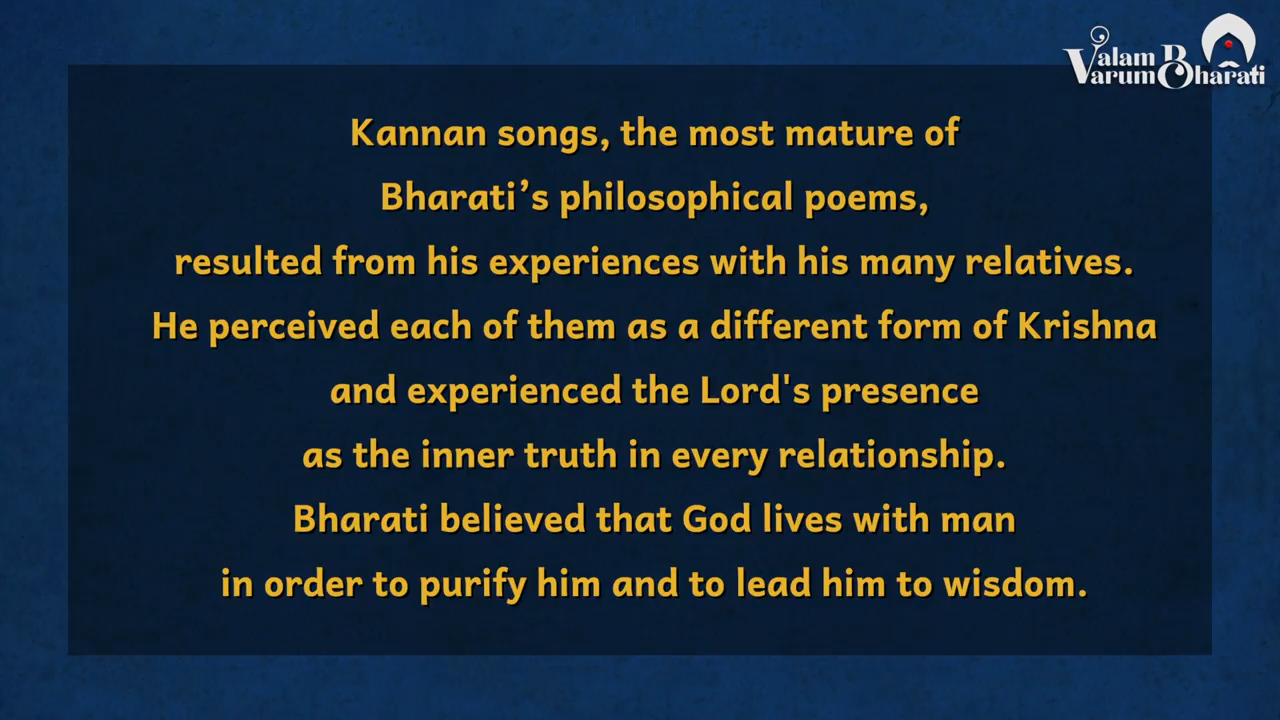 Valam
Varum Bharati
Kannan songs, the most mature of
Bharati’s philosophical poems,
resulted from his experiences with his many relatives.
He perceived each of them as a different form of Krishna
and experienced the Lord's presence
as the inner truth in every relationship.
Bharati believed that God lives with man
in order to purify him and to lead him to wisdom.